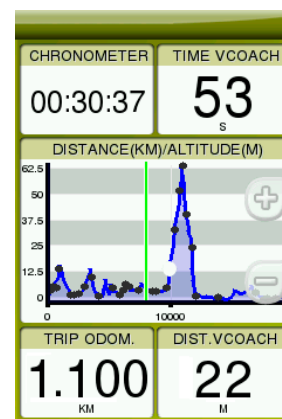 CHRONOMETER TIME VCOACH
00:30:37 53
S
DISTANCE(KM)/ALTITUDE(M)
62.5
50
37.5
25
12.5
0
0 10000
TRIP ODOM. DIST.VCOACH
1.100 22
KM M